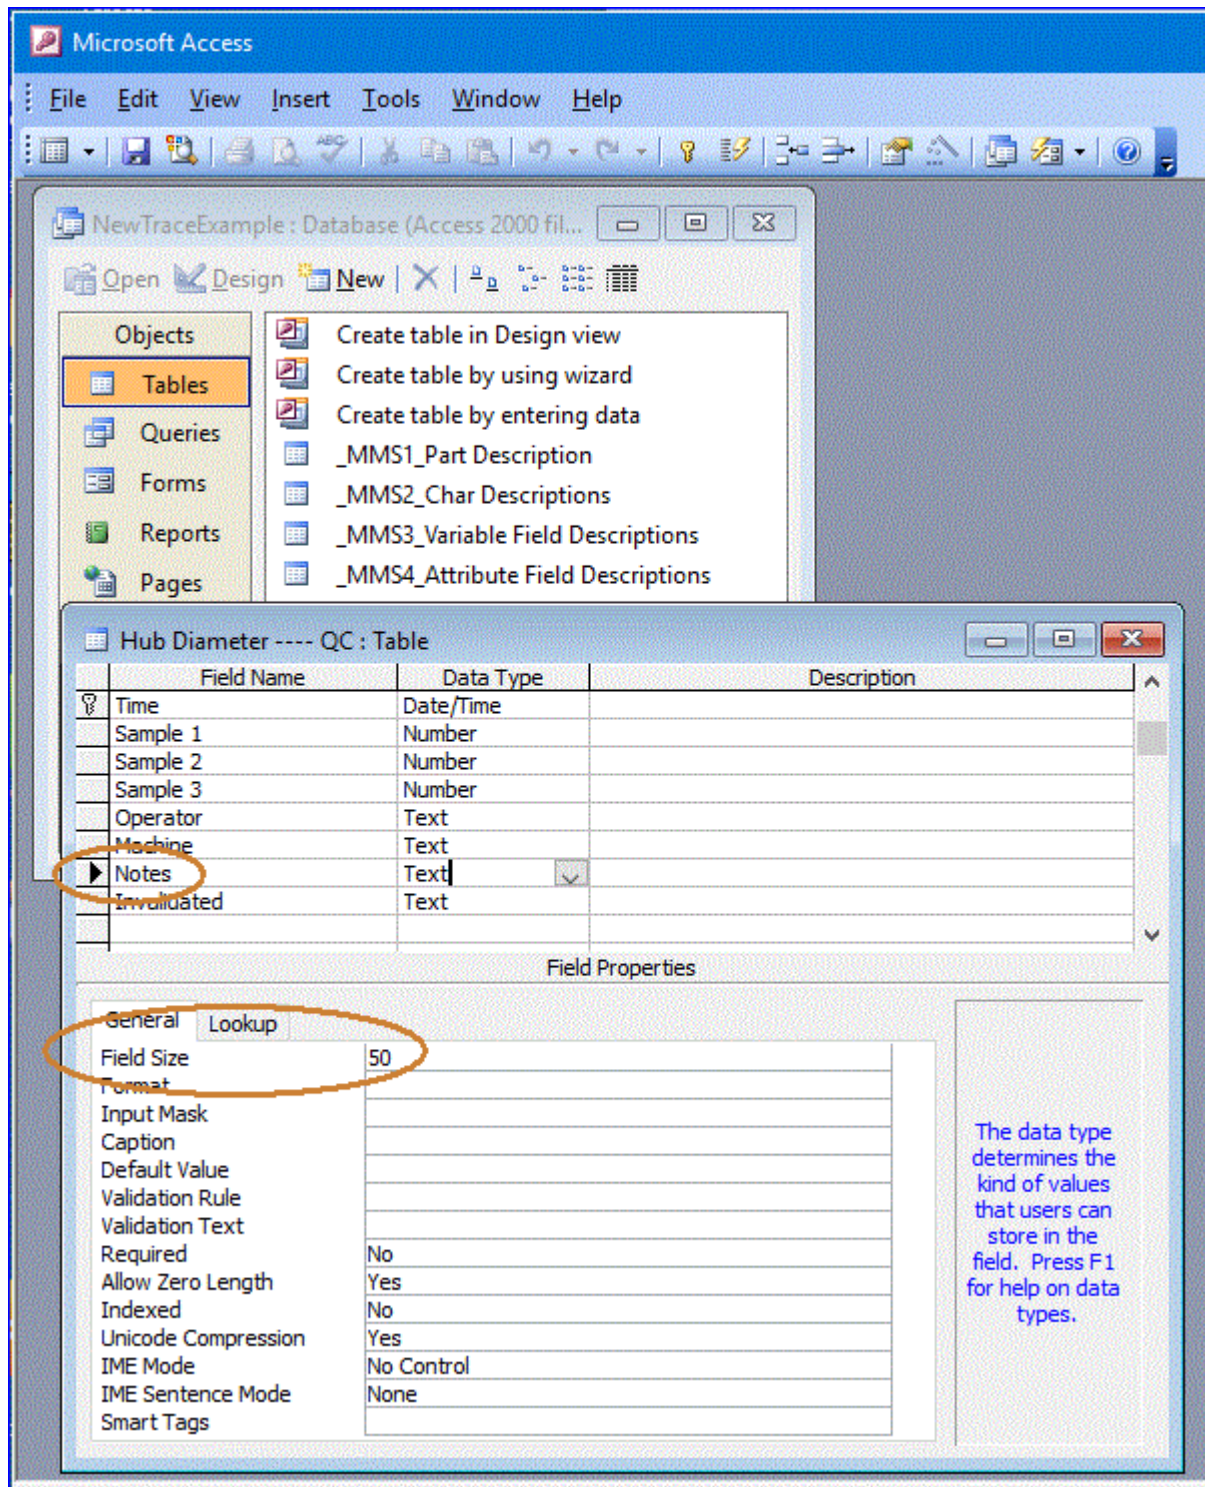 Microsoft Access
File Edit View Insert Tools Window Help
ABC
NewTraceExample : Database (Access 2000 fil...
Open Design New
Objects
Tables
Queries
Forms
Reports
Pages
Create table in Design view
Create table by using wizard
Create table by entering data
_MMS1_Part Description
_MMS2_Char Descriptions
_MMS3_Variable Field Descriptions
_MMS4_Attribute Field Descriptions
Hub Diameter ---- QC : Table
Field Name Data Type Description
Time Date/Time
Sample 1 Number
Sample 2 Number
Sample 3 Number
Operator Text
Machine Text
Notes Text
Invalidated Text
Field Properties
General Lookup
Field Size 50
Format
Input Mask
Caption
Default Value
Validation Rule
Validation Text
Required No
Allow Zero Length Yes
Indexed No
Unicode Compression Yes
IME Mode No Control
IME Sentence Mode None
Smart Tags
The data type
determines the
kind of values
that users can
store in the
field. Press F1
for help on data
types.